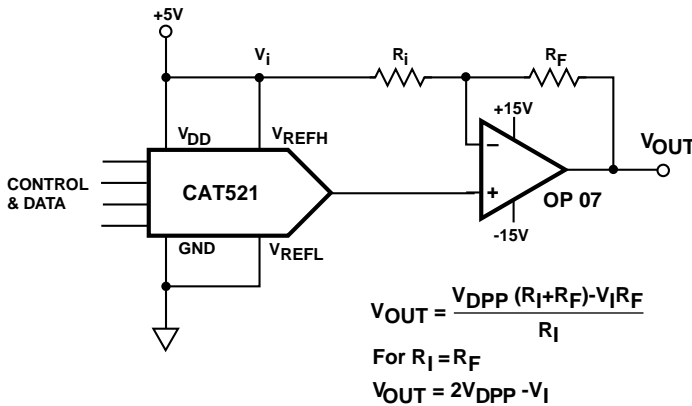 +5V
Vi
Ri
RF
+15V
VDD
VREFH
VOUT
–
CONTROL
& DATA
CAT521
+
OP 07
-15V
GND
VREFL
VOUT = VDPP (RI+RF)-VIRF
RI
For RI = RF
VOUT = 2VDPP -VI